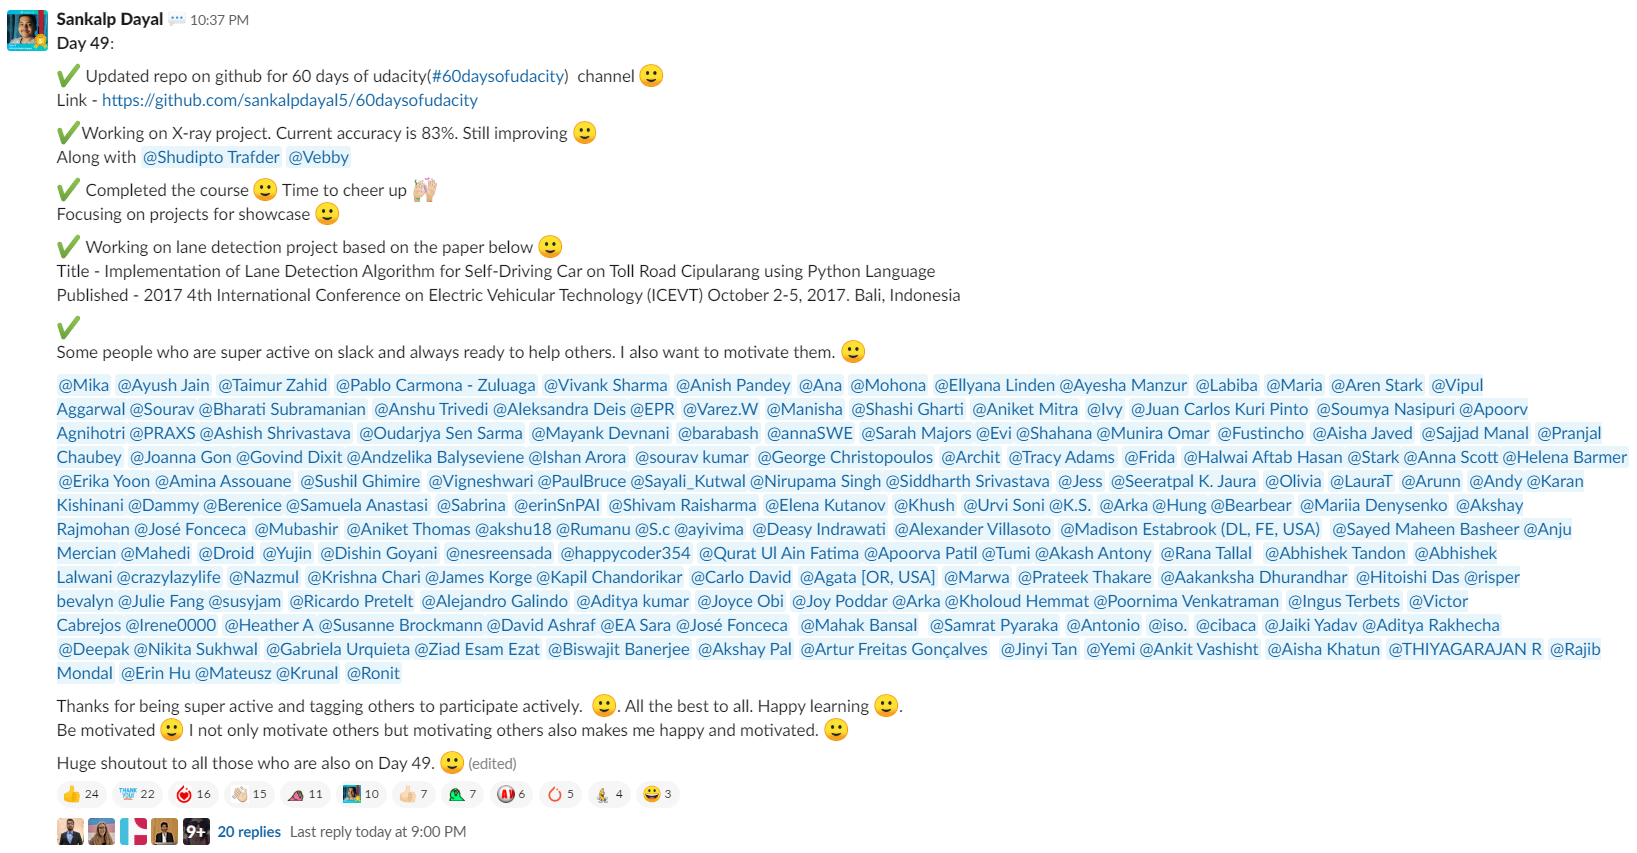 Sankalp Dayal 10:37 PM
Day 49:
Updated repo on github for 60 days of udacity(#60daysofudacity) channel
Link - https://github.com/sankalpdayal5/60daysofudacity
Working on X-ray project. Current accuracy is 83%. Still improving
Along with @Shudipto Trafder @Vebby
Completed the course Time to cheer up
Focusing on projects for showcase
Working on lane detection project based on the paper below
Title - Implementation of Lane Detection Algorithm for Self-Driving Car on Toll Road Cipularang using Python Language
Published - 2017 4th International Conference on Electric Vehicular Technology (ICEVT) October 2-5, 2017. Bali, Indonesia
Some people who are super active on slack and always ready to help others. I also want to motivate them.
@Mika @Ayush Jain @Taimur Zahid @Pablo Carmona - Zuluaga @Vivank Sharma @Anish Pandey @Ana @Mohona @Ellyana Linden @Ayesha Manzur @Labiba @Maria @Aren Stark @Vipul
Aggarwal @Sourav @Bharati Subramanian @Anshu Trivedi @Aleksandra Deis @EPR @Varez.W @Manisha @Shashi Gharti @Aniket Mitra @Ivy @Juan Carlos Kuri Pinto @Soumya Nasipuri @Apoorv
Agnihotri @PRAXS @Ashish Shrivastava @Oudarjya Sen Sarma @Mayank Devnani @barabash @annaSWE @Sarah Majors @Evi @Shahana @Munira Omar @Fustincho @Aisha Javed @Sajjad Manal @Pranjal
Chaubey @Joanna Gon @Govind Dixit @Andzelika Balyseviene @Ishan Arora @sourav kumar @George Christopoulos @Archit @Tracy Adams @Frida @Halwai Aftab Hasan @Stark @Anna Scott @Helena Barmer
@Erika Yoon @Amina Assouane @Sushil Ghimire @Vigneshwari @PaulBruce @Sayali_Kutwal @Nirupama Singh @Siddharth Srivastava @Jess @Seeratpal K. Jaura @Olivia @LauraT @Arunn @Andy @Karan
Kishinani @Dammy @Berenice @Samuela Anastasi @Sabrina @erinSnPAI @Shivam Raisharma @Elena Kutanov @Khush @Urvi Soni @K.S. @Arka @Hung @Bearbear @Mariia Denysenko @Akshay
Rajmohan @José Fonceca @Mubashir @Aniket Thomas @akshu18 @Rumanu @S.c @ayivima @Deasy Indrawati @Alexander Villasoto @Madison Estabrook (DL, FE, USA) @Sayed Maheen Basheer @Anju
Mercian @Mahedi @Droid @Yujin @Dishin Goyani @nesreensada @happycoder354 @Qurat Ul Ain Fatima @Apoorva Patil @Tumi @Akash Antony @Rana Tallal @Abhishek Tandon @Abhishek
Lalwani @crazylazylife @Nazmul @Krishna Chari @James Korge @Kapil Chandorikar @Carlo David @Agata [OR, USA] @Marwa @Prateek Thakare @Aakanksha Dhurandhar @Hitoishi Das @risper
bevalyn @Julie Fang @susyjam @Ricardo Pretelt @Alejandro Galindo @Aditya kumar @Joyce Obi @Joy Poddar @Arka @Kholoud Hemmat @Poornima Venkatraman @Ingus Terbets @Victor
Cabrejos @Irene0000 @Heather A @Susanne Brockmann @David Ashraf @EA Sara @José Fonceca @Mahak Bansal @Samrat Pyaraka @Antonio @iso. @cibaca @Jaiki Yadav @Aditya Rakhecha
@Deepak @Nikita Sukhwal @Gabriela Urquieta @Ziad Esam Ezat @Biswajit Banerjee @Akshay Pal @Artur Freitas Gonçalves @Jinyi Tan @Yemi @Ankit Vashisht @Aisha Khatun @THIYAGARAJAN R @Rajib
Mondal @Erin Hu @Mateusz @Krunal @Ronit
Thanks for being super active and tagging others to participate actively. . All the best to all. Happy learning .
Be motivated I not only motivate others but motivating others also makes me happy and motivated.
Huge shoutout to all those who are also on Day 49. (edited)
24 THANK YOU! 22 16 15 11 10 7 7 6 5 4 3
9+ 20 replies Last reply today at 9:00 PM